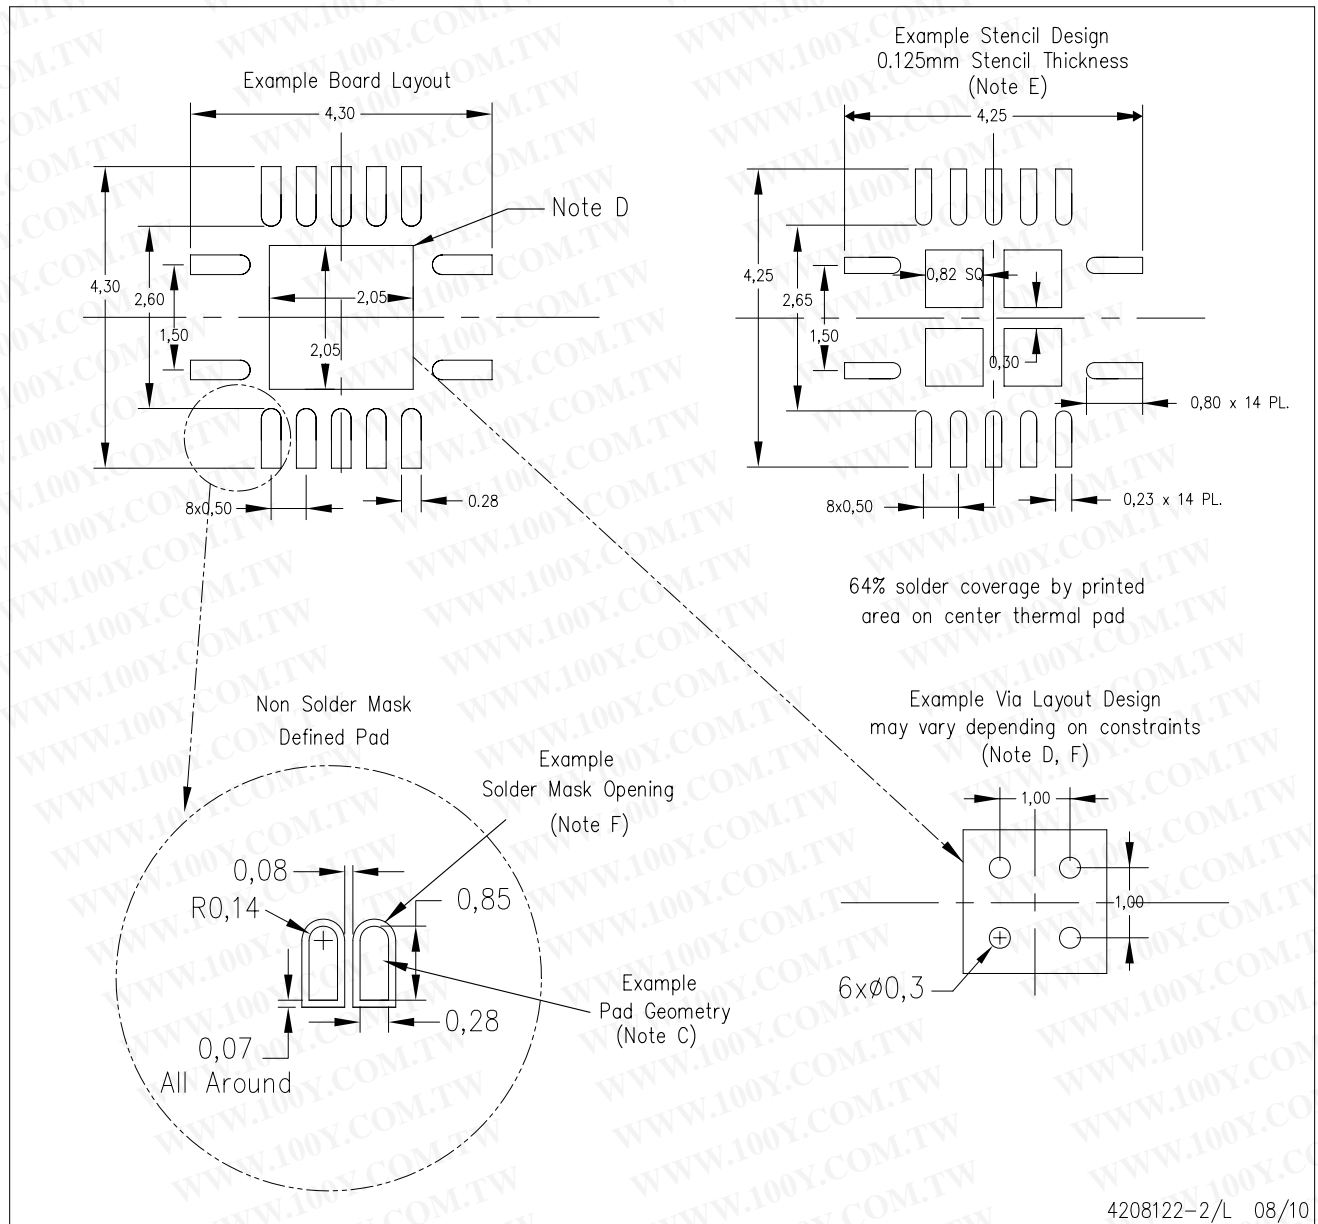 Example Board Layout
4,30
Note D
4,30
2,60
1,50
2,05
2,05
8x0,50
0.28
Example Stencil Design
0.125mm Stencil Thickness
(Note E)
4,25
4,25
2,65
1,50
0,82 SQ
0,30
0,80 x 14 PL.
8x0,50
0,23 x 14 PL.
64% solder coverage by printed
area on center thermal pad
Non Solder Mask
Defined Pad
Example
Solder Mask Opening
(Note F)
0,08
R0,14
0,85
Example
Pad Geometry
(Note C)
0,28
0,07
All Around
Example Via Layout Design
may vary depending on constraints
(Note D, F)
1,00
1,00
6xø0,3
4208122-2/L 08/10
WWW.100Y.COM.TW